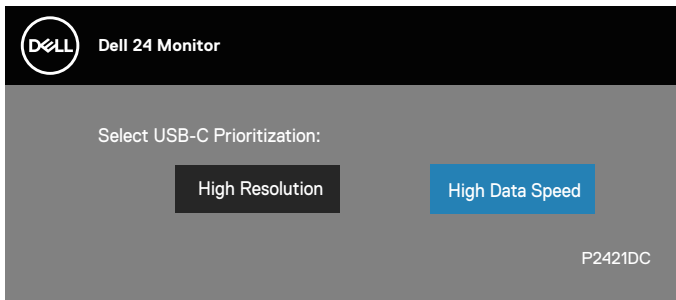 DELL
Dell 24 Monitor
Select USB-C Prioritization:
High Resolution
High Data Speed
P2421DC